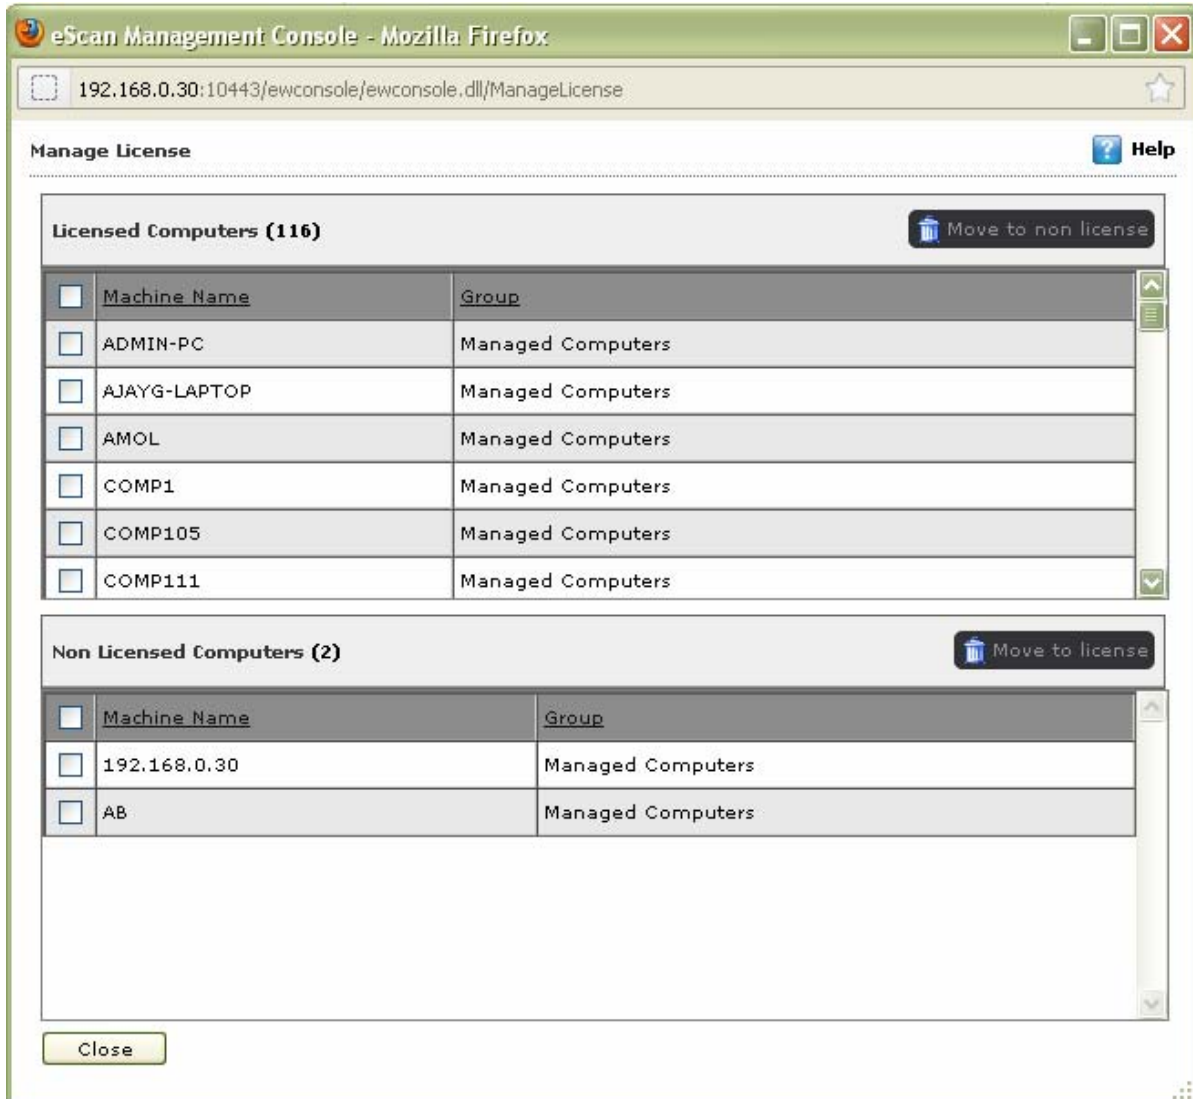 eScan Management Console - Mozilla Firefox
192.168.0.30:10443/ewconsole/ewconsole.dll/ManageLicense
Manage License ? Help
Licensed Computers (116) Move to non license
Machine Name Group
ADMIN-PC Managed Computers
AJAYG-LAPTOP Managed Computers
AMOL Managed Computers
COMP1 Managed Computers
COMP105 Managed Computers
COMP111 Managed Computers
Non Licensed Computers (2) Move to license
Machine Name Group
192.168.0.30 Managed Computers
AB Managed Computers
Close